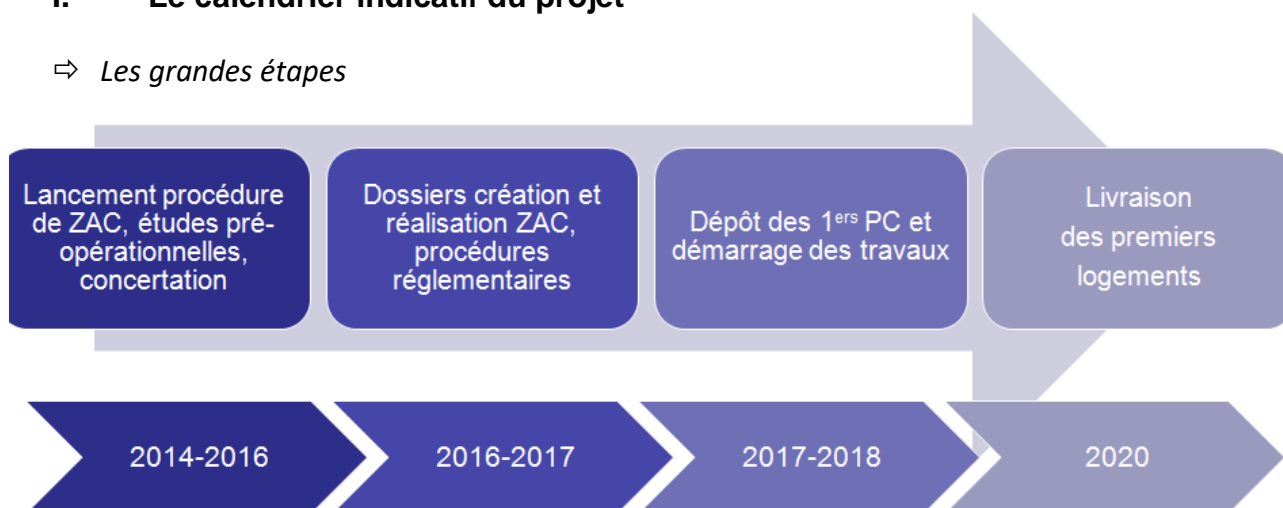 I. Le calendrier indicatif du projet
⇨ Les grandes étapes
Lancement procédure
de ZAC, études pré-
opérationnelles,
concertation
Dossiers création et
réalisation ZAC,
procédures
réglementaires
Dépôt des 1ers PC et
démarrage des travaux
Livraison
des premiers
logements
2014-2016
2016-2017
2017-2018
2020